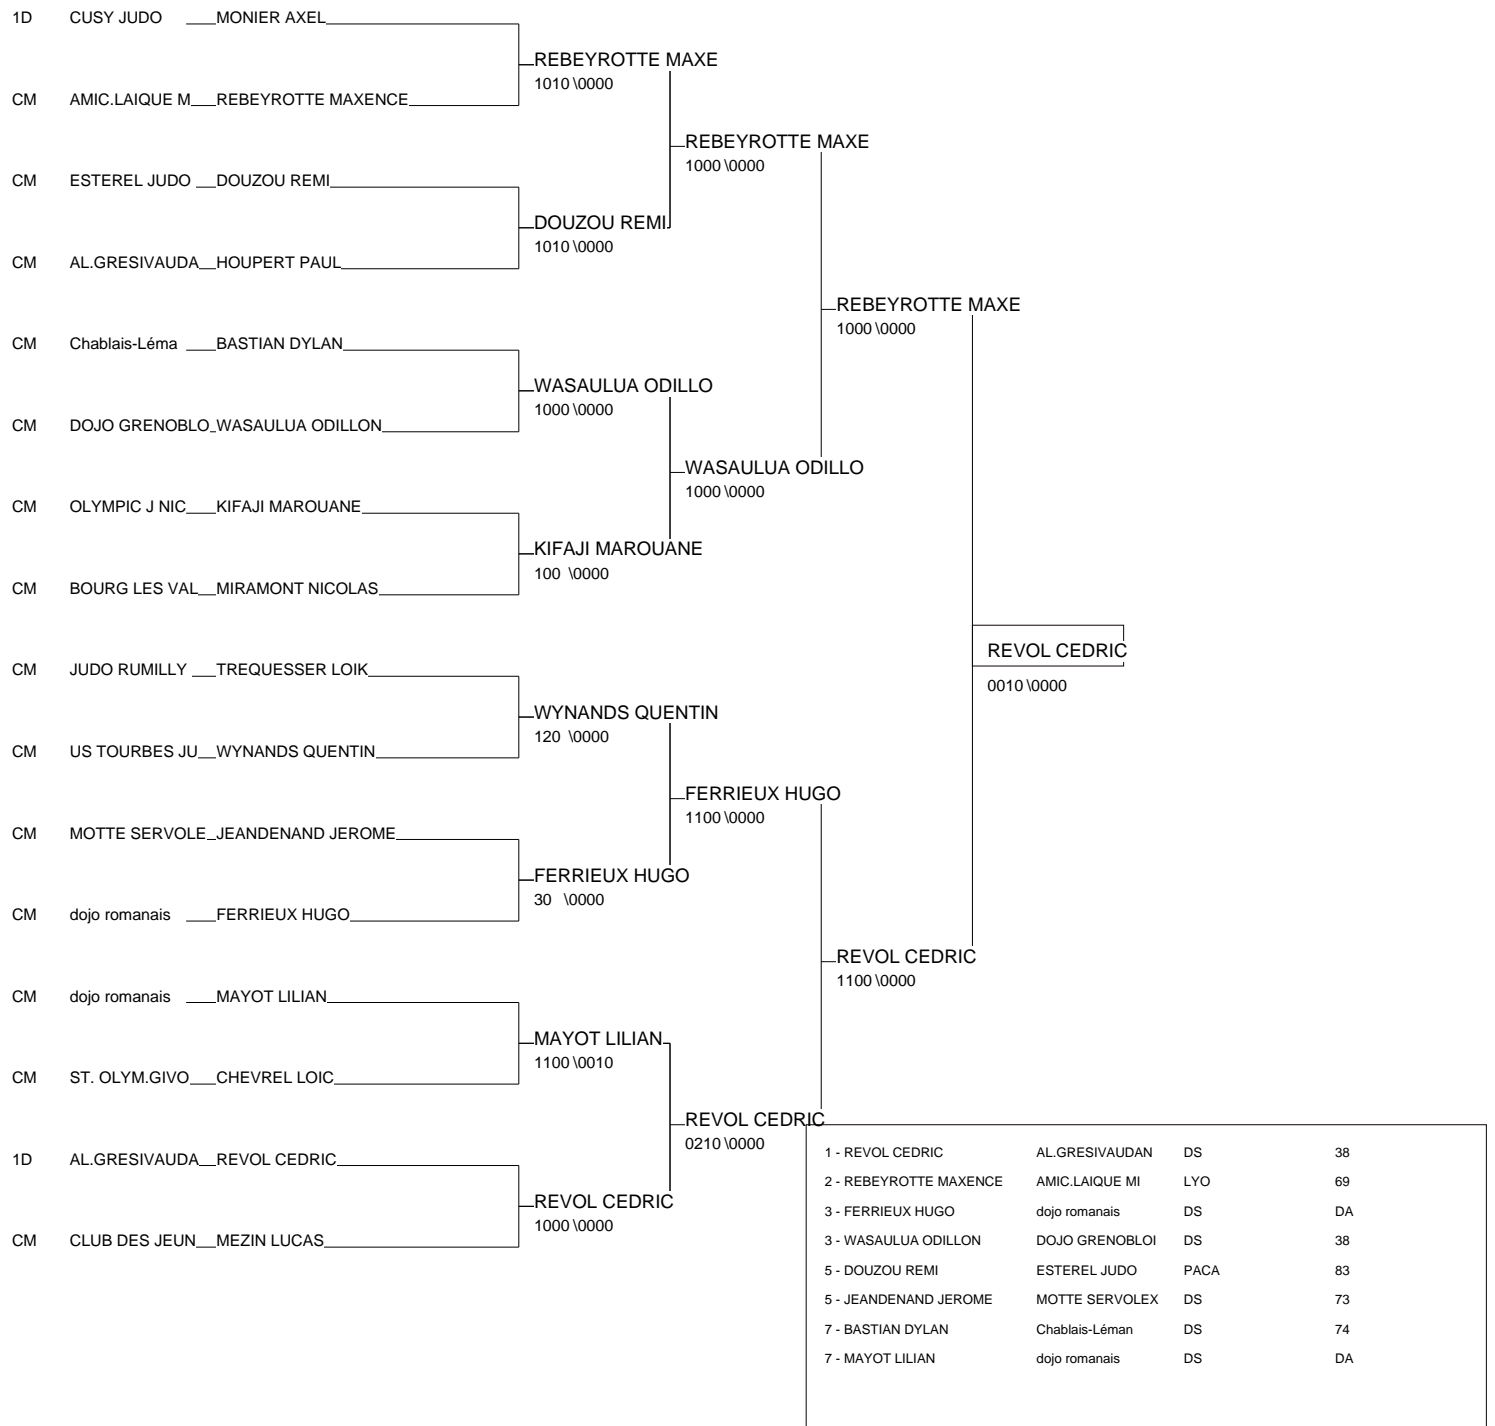 1D CUSY JUDO MONIER AXEL
REBEYROTTE MAXE
1010 \0000
CM AMIC.LAIQUE M REBEYROTTE MAXENCE
REBEYROTTE MAXE
1000 \0000
CM ESTEREL JUDO DOUZOU REMI
DOUZOU REMI
1010 \0000
CM AL.GRESIVAUDA HOUPERT PAUL
REBEYROTTE MAXE
1000 \0000
CM Chablais-Léma BASTIAN DYLAN
WASAULUA ODILLO
1000 \0000
CM DOJO GRENOBLO WASAULUA ODILLON
WASAULUA ODILLO
1000 \0000
CM OLYMPIC J NIC KIFAJI MAROUANE
KIFAJI MAROUANE
100 \0000
CM BOURG LES VAL MIRAMONT NICOLAS
REVOL CEDRIC
0010 \0000
CM JUDO RUMILLY TREQUESSER LOIK
WYNANDS QUENTIN
120 \0000
CM US TOURBES JU WYNANDS QUENTIN
FERRIEUX HUGO
1100 \0000
CM MOTTE SERVOLE JEANDENAND JEROME
FERRIEUX HUGO
30 \0000
CM dojo romanais FERRIEUX HUGO
REVOL CEDRIC
1100 \0000
CM dojo romanais MAYOT LILIAN
MAYOT LILIAN
1100 \0010
CM ST. OLYM.GIVO CHEVREL LOIC
REVOL CEDRIC
0210 \0000
1D AL.GRESIVAUDA REVOL CEDRIC
REVOL CEDRIC
1000 \0000
CM CLUB DES JEUN MEZIN LUCAS
1 - REVOL CEDRIC AL.GRESIVAUDAN DS 38
2 - REBEYROTTE MAXENCE AMIC.LAIQUE MI LYO 69
3 - FERRIEUX HUGO dojo romanais DS DA
3 - WASAULUA ODILLON DOJO GRENOBLOI DS 38
5 - DOUZOU REMI ESTEREL JUDO PACA 83
5 - JEANDENAND JEROME MOTTE SERVOLEX DS 73
7 - BASTIAN DYLAN Chablais-Léman DS 74
7 - MAYOT LILIAN dojo romanais DS DA